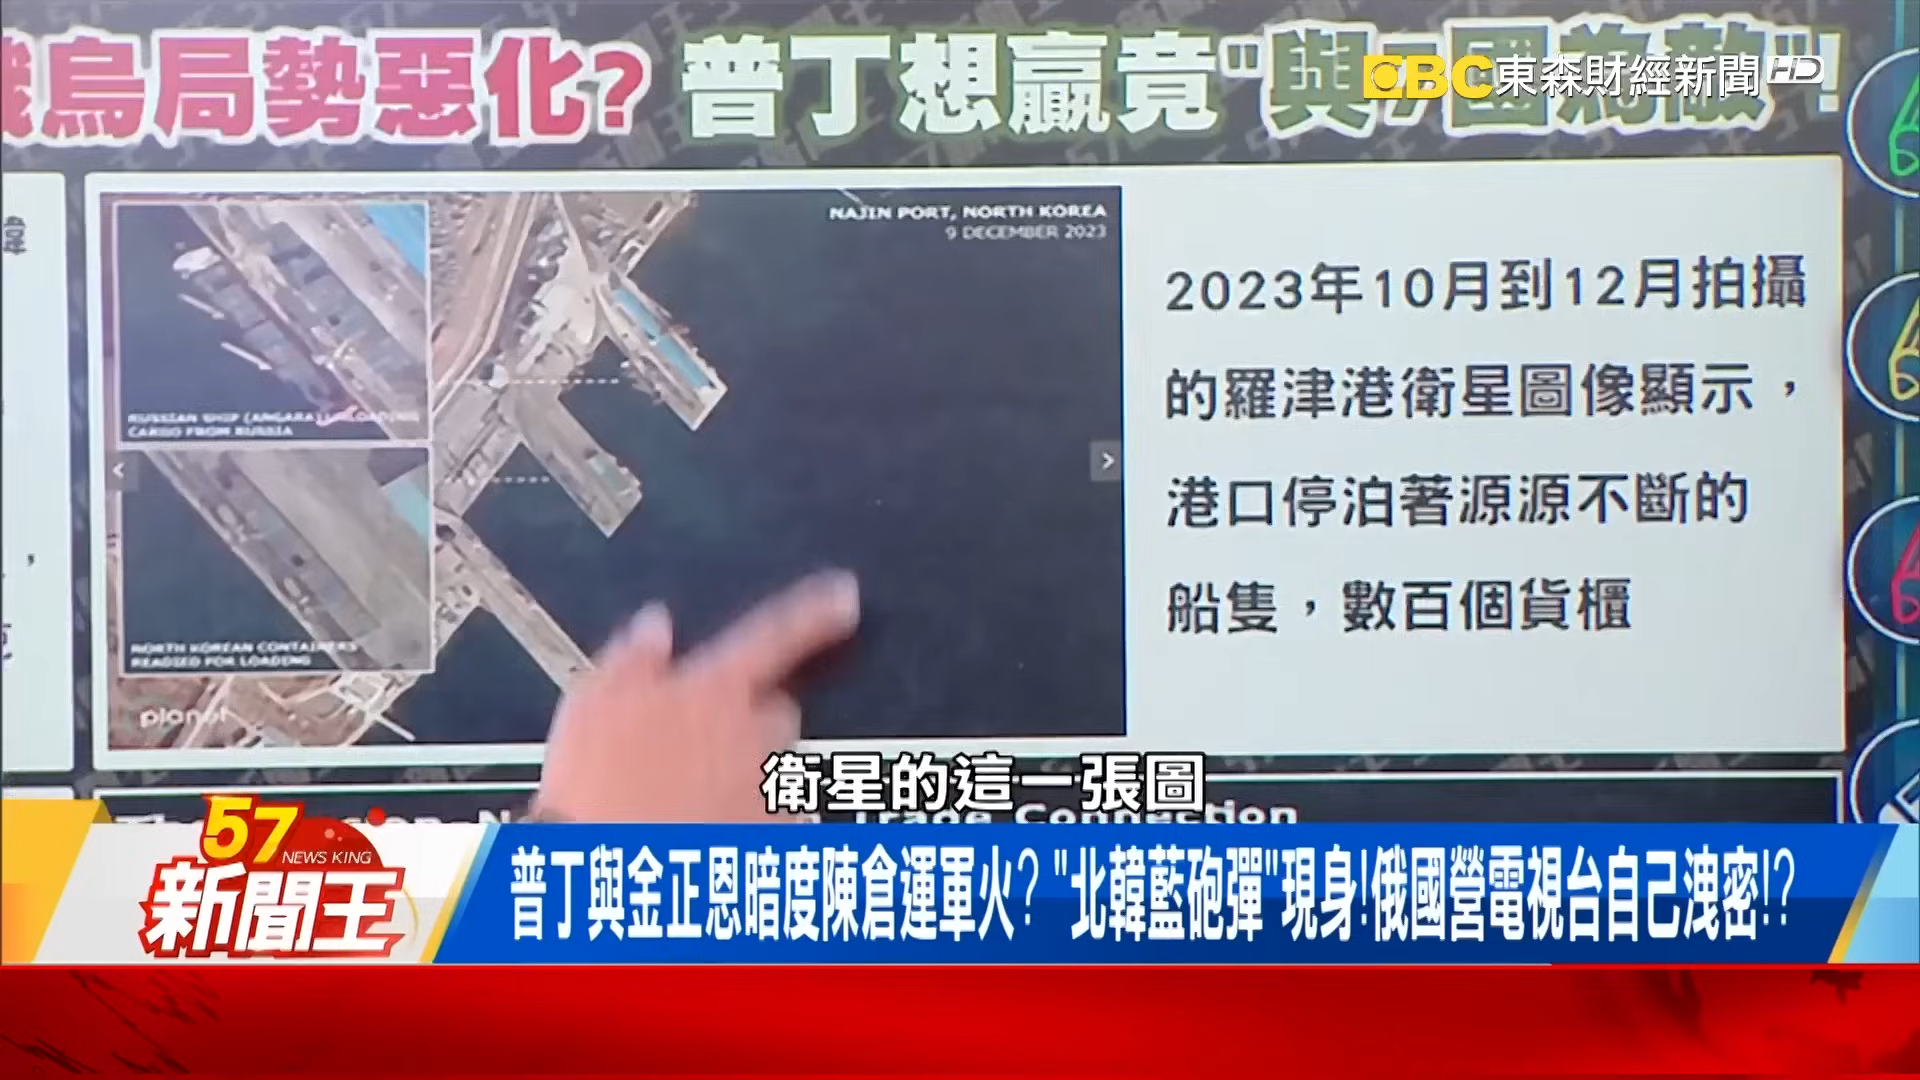 俄烏局勢惡化? 普丁想贏竟"與7國為敵"!
EBC東森財經新聞HD
NAJIN PORT, NORTH KOREA
9 DECEMBER 2023
RUSSIAN SHIP (ANGARA) UNLOADING
CARGO FROM RUSSIA
NORTH KOREAN CONTAINERS
READIED FOR LOADING
planet
2023年10月到12月拍攝
的羅津港衛星圖像顯示，
港口停泊著源源不斷的
船隻，數百個貨櫃
衛星的這一張圖
Trade Connection
57
NEWS KING
新聞王
普丁與金正恩暗度陳倉運軍火? "北韓藍砲彈"現身!俄國營電視台自己洩密!?